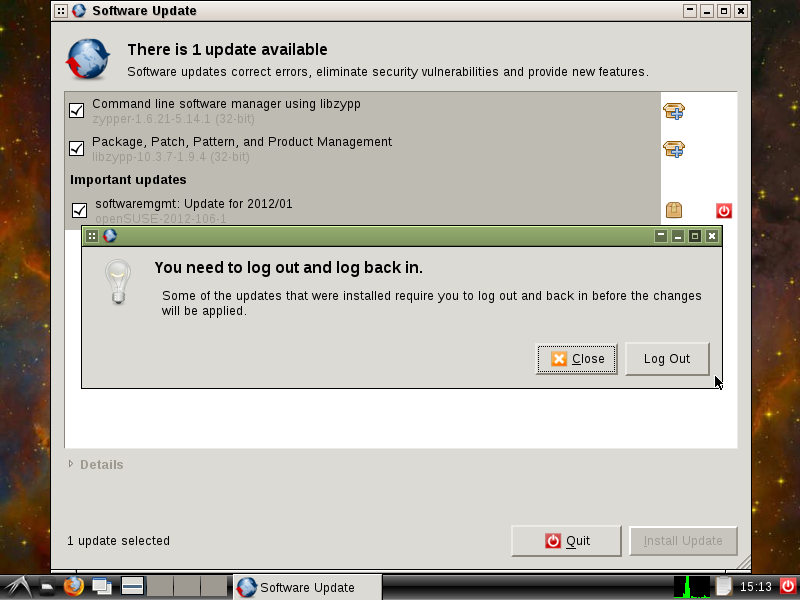 Software Update
There is 1 update available
Software updates correct errors, eliminate security vulnerabilities and provide new features.
Command line software manager using libzypp
zypper-1.6.21-5.14.1 (32-bit)
Package, Patch, Pattern, and Product Management
libzypp-10.3.7-1.9.4 (32-bit)
Important updates
softwaremgmt: Update for 2012/01
openSUSE-2012-106-1
You need to log out and log back in.
Some of the updates that were installed require you to log out and back in before the changes
will be applied.
Close
Log Out
Details
1 update selected
Quit
Install Update
Software Update
15:13